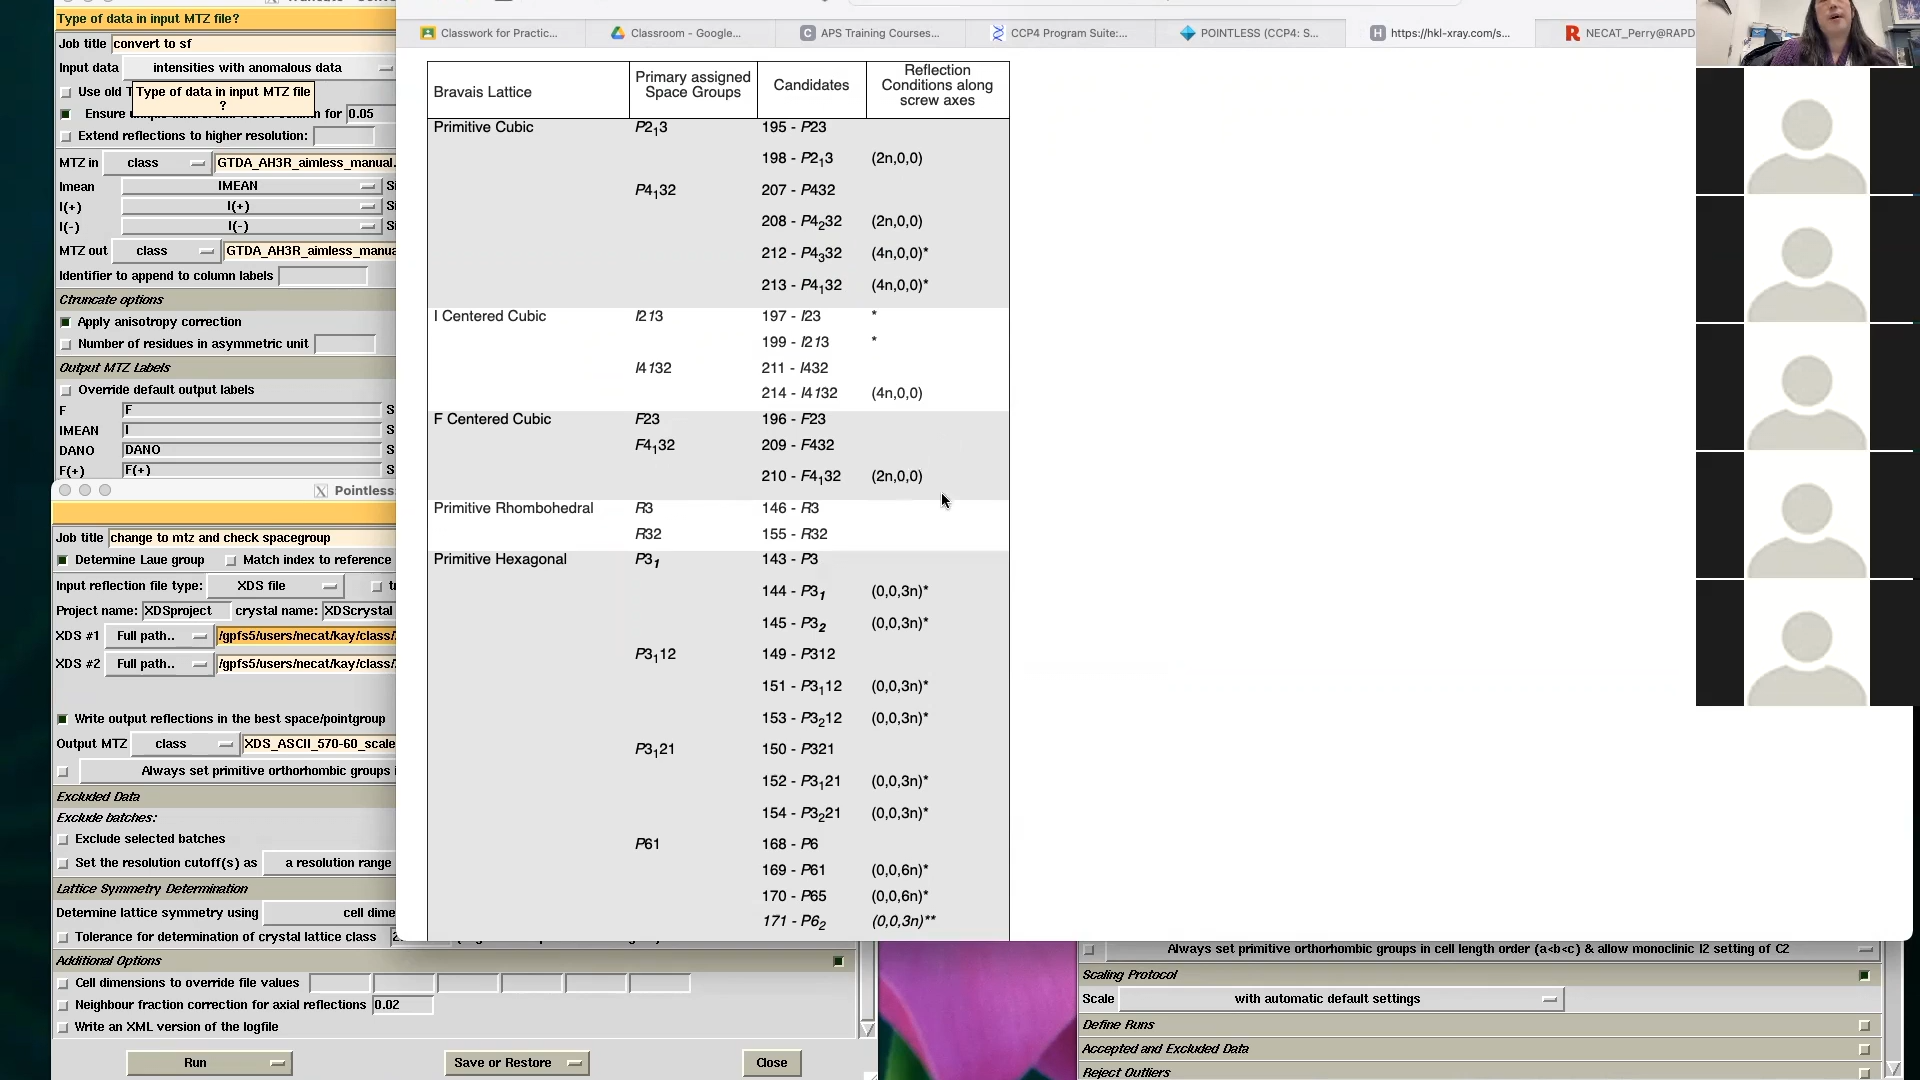 Type of data in input MTZ file?
Job title convert to sf
Input data intensities with anomalous data
Use old T
Type of data in input MTZ file
?
Ensure for 0.05
Extend reflections to higher resolution:
MTZ in class GTDA_AH3R_aimless_manual.
Imean IMEAN
I(+) I(+)
I(-) I(-)
MTZ out class GTDA_AH3R_aimless_manua
Identifier to append to column labels
Ctruncate options
Apply anisotropy correction
Number of residues in asymmetric unit
Output MTZ Labels
Override default output labels
F F
IMEAN I
DANO DANO
F(+) F(+)
Pointless
Job title change to mtz and check spacegroup
Determine Laue group Match index to reference
Input reflection file type: XDS file
Project name: XDSproject crystal name: XDScrystal
XDS #1 Full path.. /gpfs5/users/necat/kay/class/
XDS #2 Full path.. /gpfs5/users/necat/kay/class/
Write output reflections in the best space/pointgroup
Output MTZ class XDS_ASCII_570-60_scale
Always set primitive orthorhombic groups i
Excluded Data
Exclude batches:
Exclude selected batches
Set the resolution cutoff(s) as a resolution range
Lattice Symmetry Determination
Determine lattice symmetry using cell dime
Tolerance for determination of crystal lattice class 2
Additional Options
Cell dimensions to override file values
Neighbour fraction correction for axial reflections 0.02
Write an XML version of the logfile
Run Save or Restore Close
Classwork for Practic...
Classroom - Google...
APS Training Courses...
CCP4 Program Suite:...
POINTLESS (CCP4: S...
https://hkl-xray.com/s...
NECAT_Perry@RAPD
Bravais Lattice Primary assigned Space Groups Candidates Reflection Conditions along screw axes
Primitive Cubic P2₁3 195 - P23
198 - P2₁3 (2n,0,0)
P4₁32 207 - P432
208 - P4₂32 (2n,0,0)
212 - P4₃32 (4n,0,0)*
213 - P4₁32 (4n,0,0)*
I Centered Cubic I213 197 - I23 *
199 - I213 *
I4132 211 - I432
214 - I4132 (4n,0,0)
F Centered Cubic F23 196 - F23
F4₁32 209 - F432
210 - F4₁32 (2n,0,0)
Primitive Rhombohedral R3 146 - R3
R32 155 - R32
Primitive Hexagonal P3₁ 143 - P3
144 - P3₁ (0,0,3n)*
145 - P3₂ (0,0,3n)*
P3₁12 149 - P312
151 - P3₁12 (0,0,3n)*
153 - P3₂12 (0,0,3n)*
P3₁21 150 - P321
152 - P3₁21 (0,0,3n)*
154 - P3₂21 (0,0,3n)*
P61 168 - P6
169 - P61 (0,0,6n)*
170 - P65 (0,0,6n)*
171 - P6₂ (0,0,3n)**
Always set primitive orthorhombic groups in cell length order (a<b<c) & allow monoclinic I2 setting of C2
Scaling Protocol
Scale with automatic default settings
Define Runs
Accepted and Excluded Data
Reject Outliers